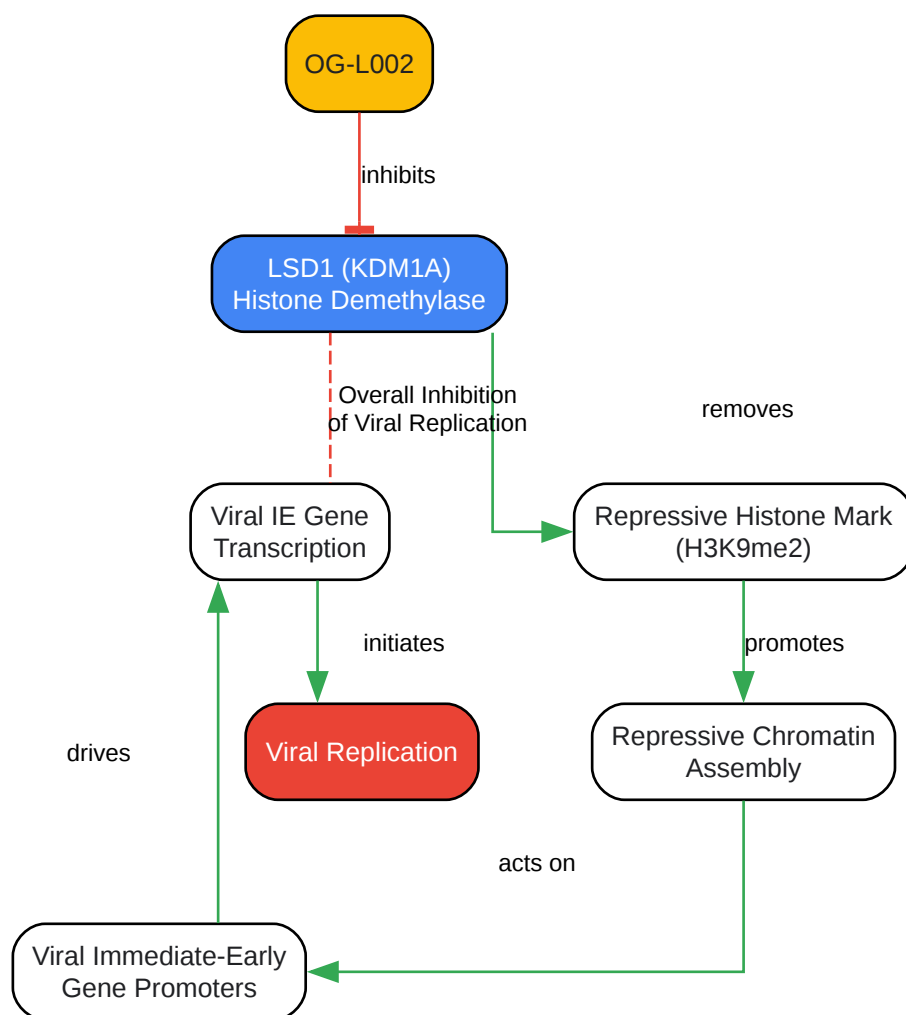 OG-L002
inhibits
LSD1 (KDM1A)
Histone Demethylase
Overall Inhibition
of Viral Replication
removes
Viral IE Gene
Transcription
Repressive Histone Mark
(H3K9me2)
initiates
promotes
drives
Viral Replication
Repressive Chromatin
Assembly
acts on
Viral Immediate-Early
Gene Promoters